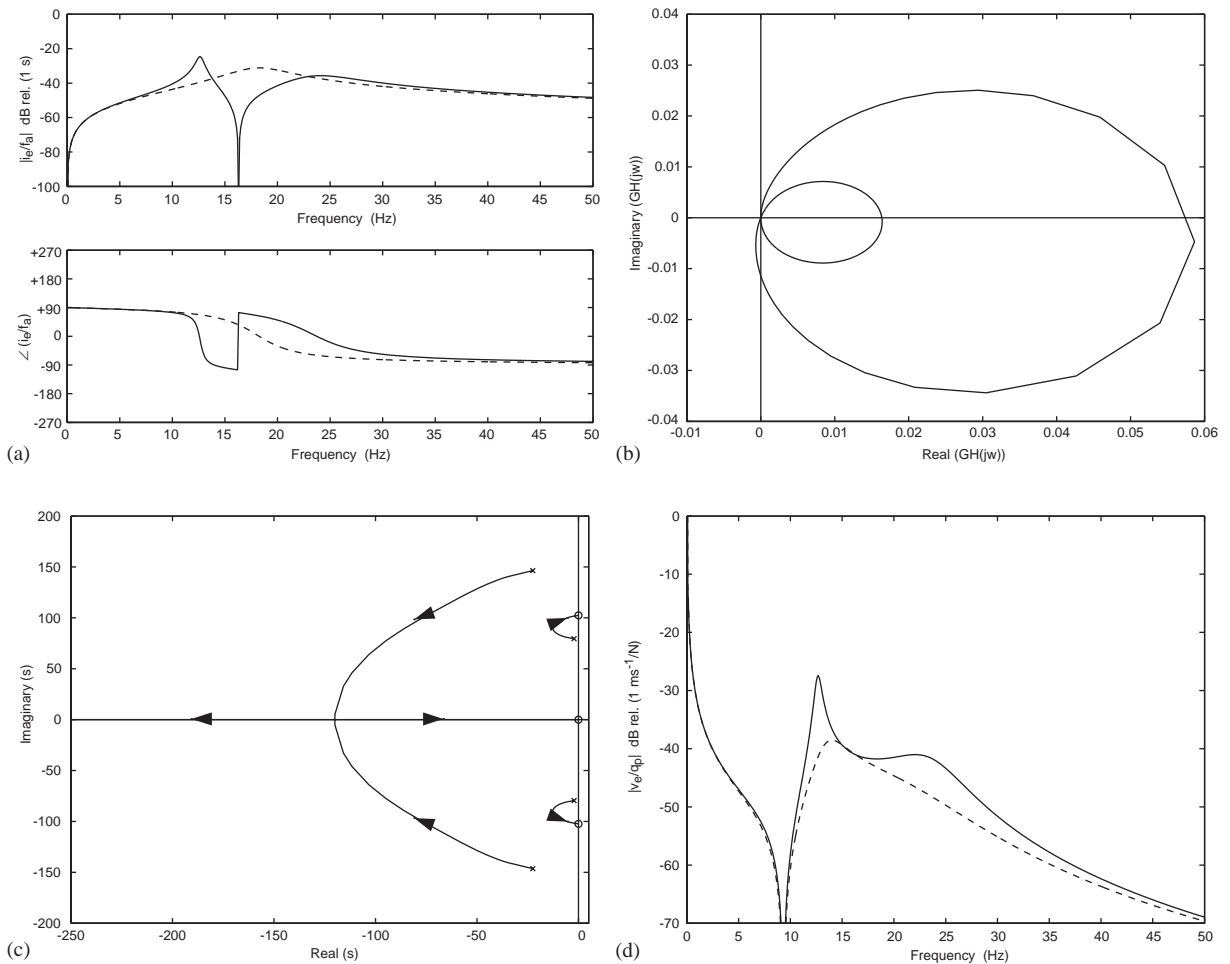 0
-20
-40
-60
-80
-100
|i_e/f_a| dB rel. (1 s)
0 5 10 15 20 25 30 35 40 45 50
Frequency (Hz)
+270
+180
+90
0
-90
-180
-270
∠ (i_e/f_a)
0 5 10 15 20 25 30 35 40 45 50
Frequency (Hz)
(a)
0.04
0.03
0.02
0.01
0
-0.01
-0.02
-0.03
-0.04
Imaginary (GH(jw))
-0.01 0 0.01 0.02 0.03 0.04 0.05 0.06
Real (GH(jw))
(b)
200
150
100
50
0
-50
-100
-150
-200
Imaginary (s)
-250 -200 -150 -100 -50 0
Real (s)
(c)
0
-10
-20
-30
-40
-50
-60
-70
|v_e/q_p| dB rel. (1 ms⁻¹/N)
0 5 10 15 20 25 30 35 40 45 50
Frequency (Hz)
(d)